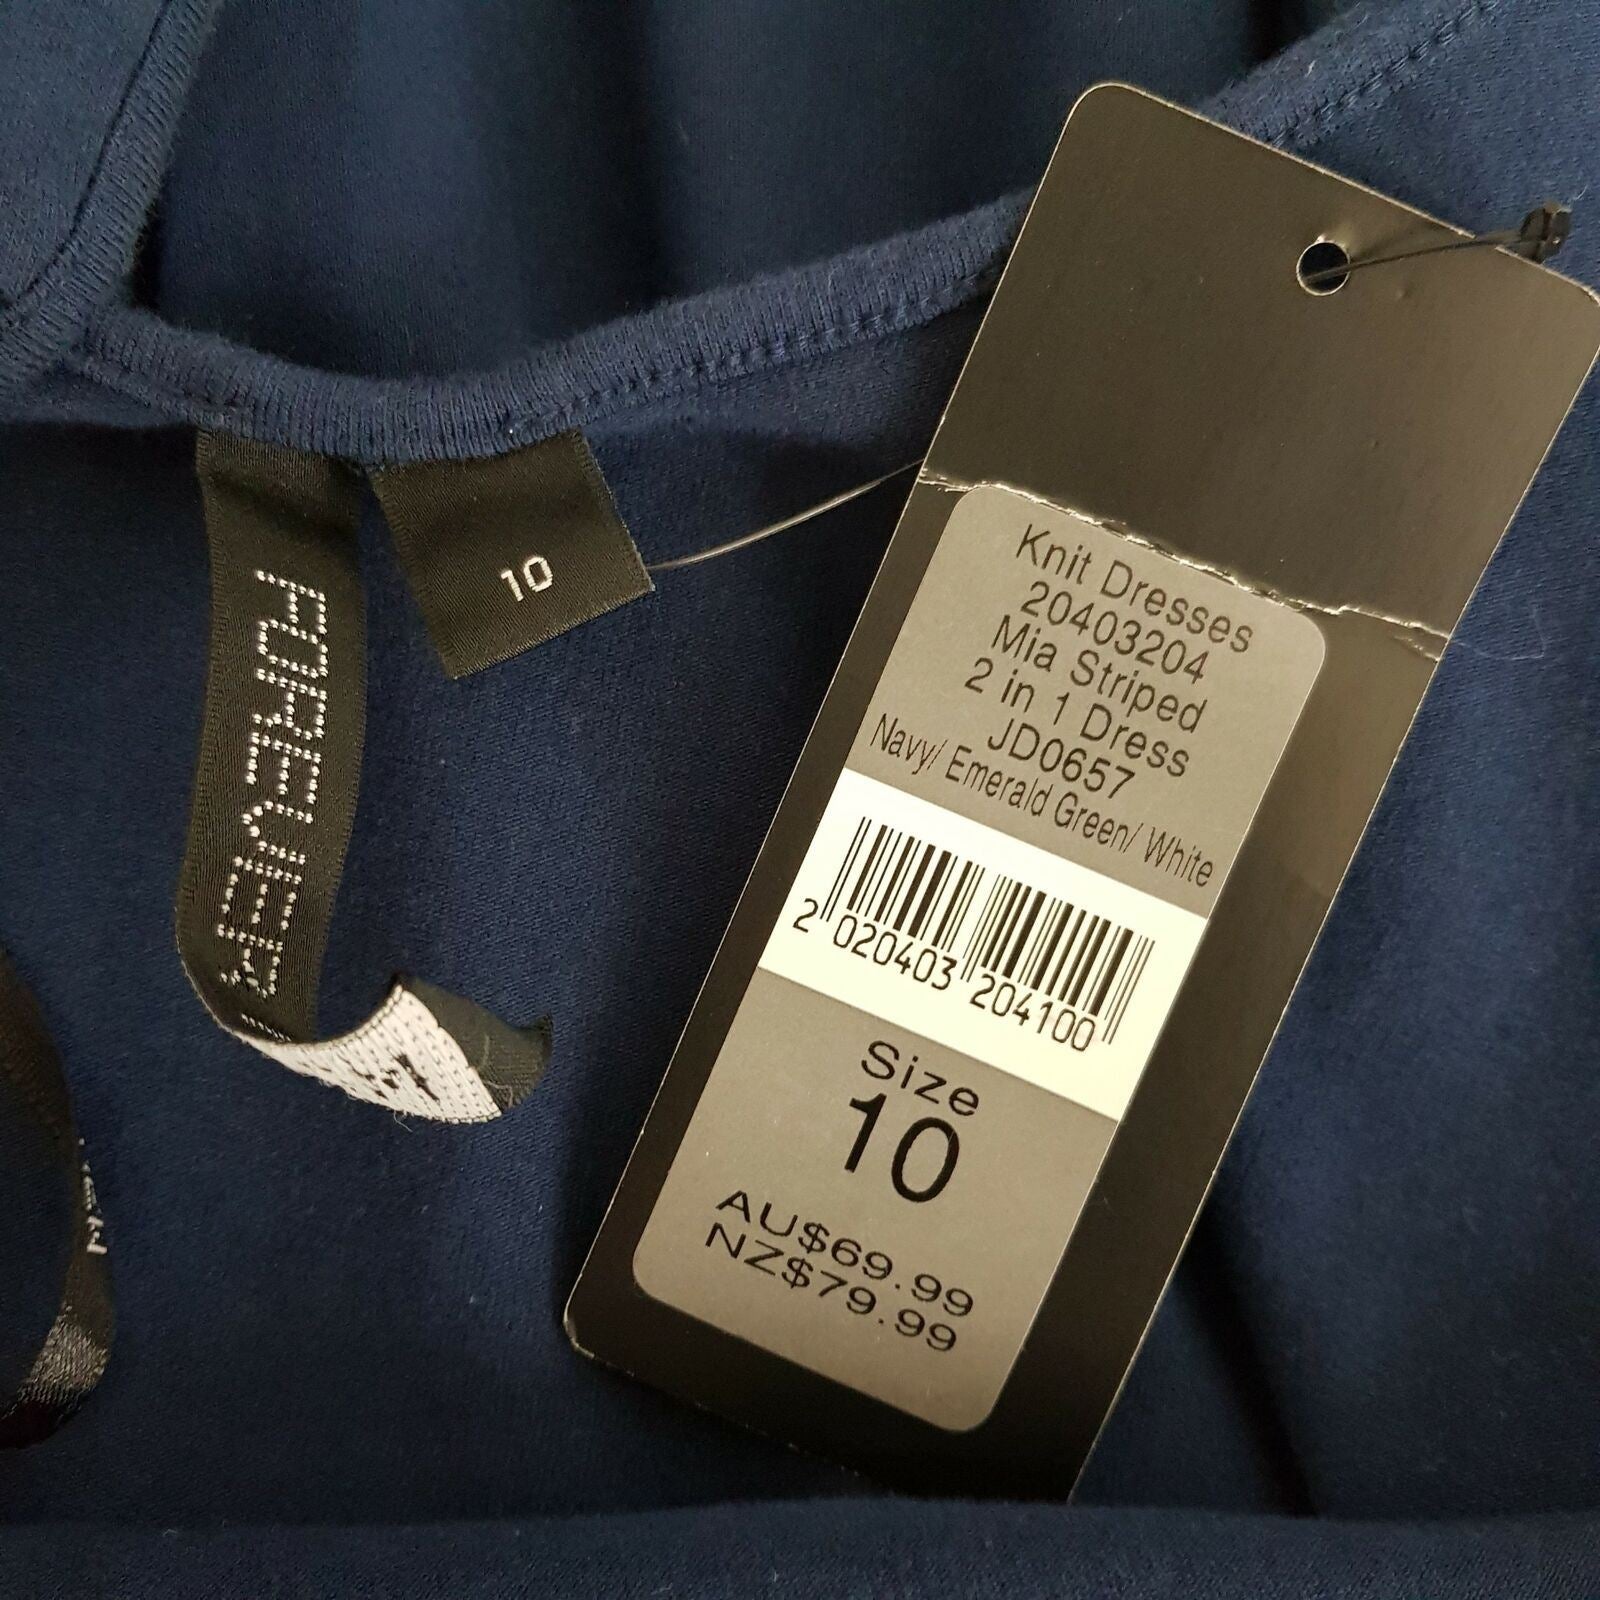 FOREVER
10
Knit Dresses
20403204
Mia Striped
2 in 1 Dress
JD0657
Navy/ Emerald Green/ White
2 020403 204100
Size
10
AU$69.99
NZ$79.99